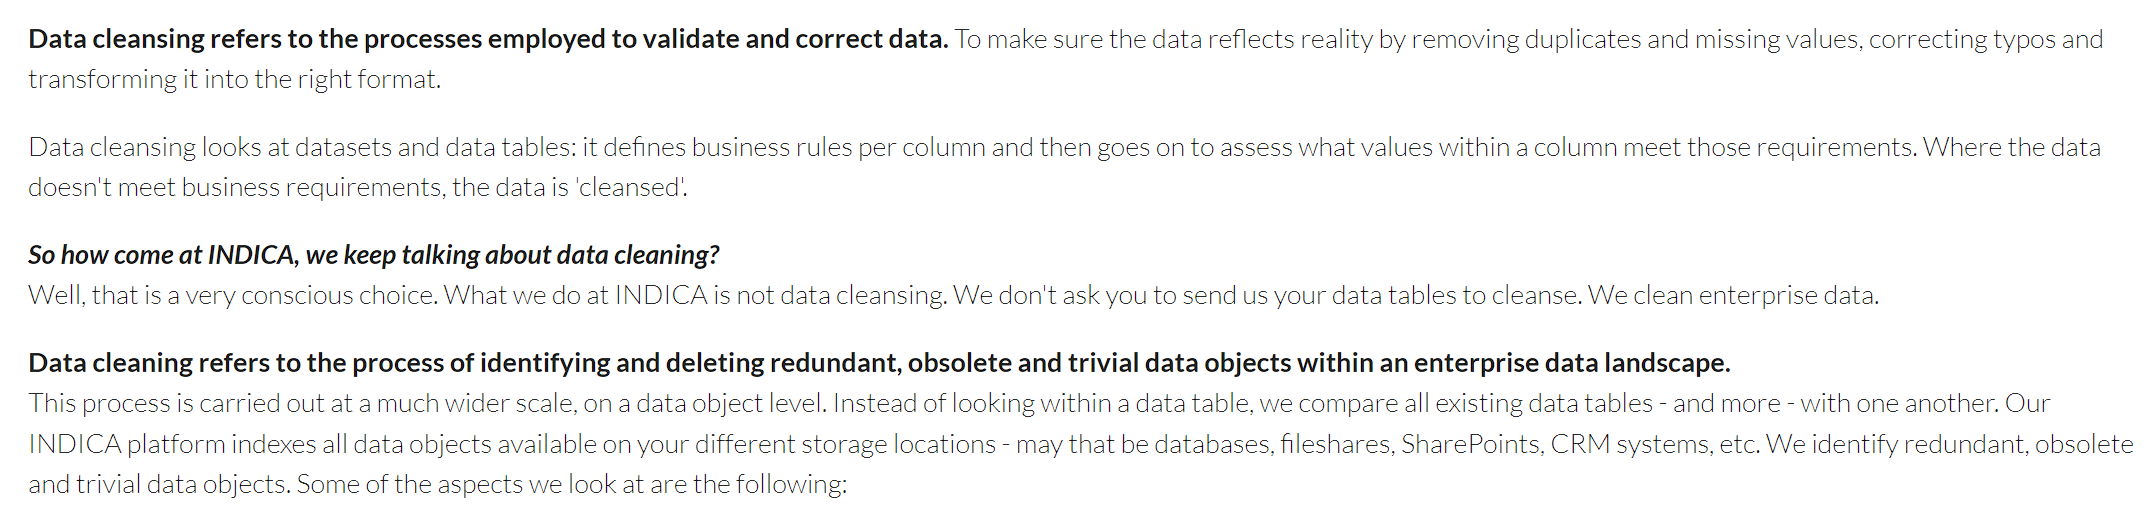 Data cleansing refers to the processes employed to validate and correct data. To make sure the data reflects reality by removing duplicates and missing values, correcting typos and
transforming it into the right format.
Data cleansing looks at datasets and data tables: it defines business rules per column and then goes on to assess what values within a column meet those requirements. Where the data
doesn't meet business requirements, the data is 'cleansed'.
So how come at INDICA, we keep talking about data cleaning?
Well, that is a very conscious choice. What we do at INDICA is not data cleansing. We don't ask you to send us your data tables to cleanse. We clean enterprise data.
Data cleaning refers to the process of identifying and deleting redundant, obsolete and trivial data objects within an enterprise data landscape.
This process is carried out at a much wider scale, on a data object level. Instead of looking within a data table, we compare all existing data tables - and more - with one another. Our
INDICA platform indexes all data objects available on your different storage locations - may that be databases, fileshares, SharePoints, CRM systems, etc. We identify redundant, obsolete
and trivial data objects. Some of the aspects we look at are the following: